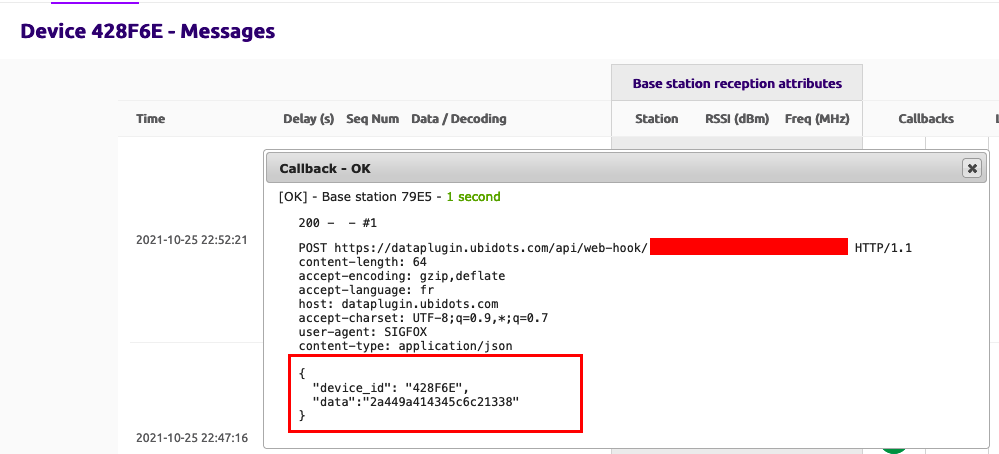 Device 428F6E - Messages
Base station reception attributes
Time Delay (s) Seq Num Data / Decoding Station RSSI (dBm) Freq (MHz) Callbacks
Callback - OK
[OK] - Base station 79E5 - 1 second
200 - - #1
2021-10-25 22:52:21
POST https://dataplugin.ubidots.com/api/web-hook/ HTTP/1.1
content-length: 64
accept-encoding: gzip,deflate
accept-language: fr
host: dataplugin.ubidots.com
accept-charset: UTF-8;q=0.9,*;q=0.7
user-agent: SIGFOX
content-type: application/json
{
"device_id": "428F6E",
"data":"2a449a414345c6c21338"
}
2021-10-25 22:47:16